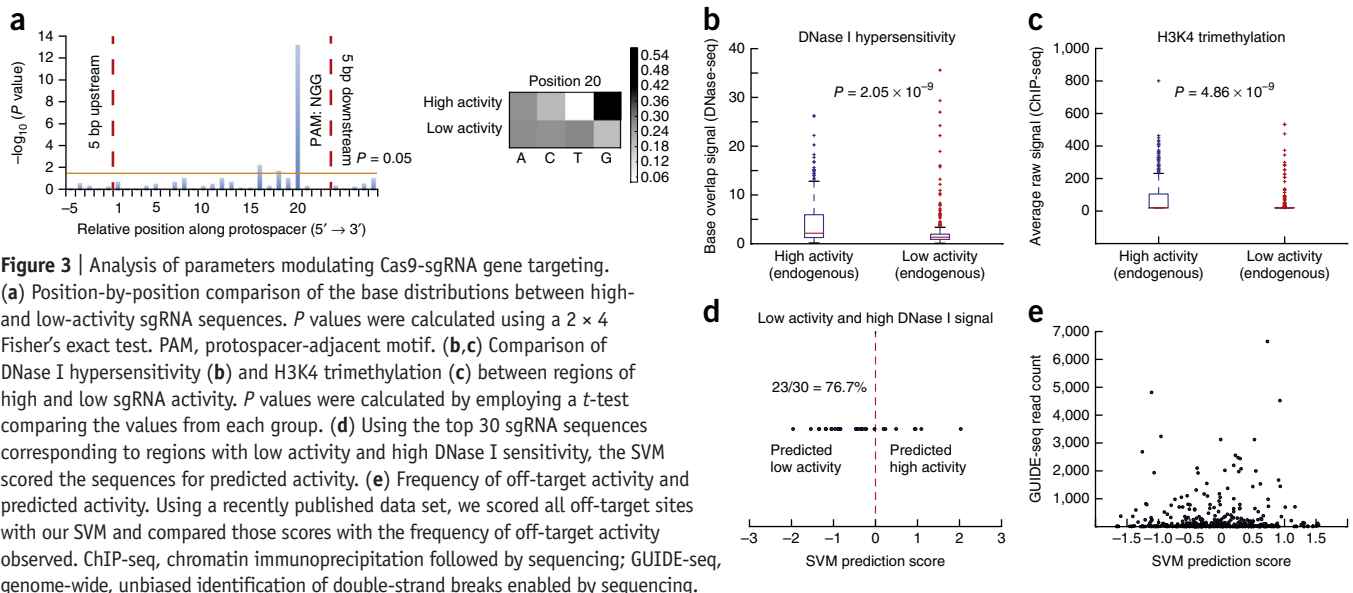 a
14
12
10
8
6
4
2
0
–log₁₀ (P value)
5 bp upstream
PAM: NGG
5 bp downstream
P = 0.05
–5
1
5
10
15
20
Relative position along protospacer (5′ → 3′)
Position 20
High activity
Low activity
A C T G
0.54
0.48
0.42
0.36
0.30
0.24
0.18
0.12
0.06
b
DNase I hypersensitivity
P = 2.05 × 10⁻⁹
40
30
20
10
0
Base overlap signal (DNase-seq)
High activity
(endogenous)
Low activity
(endogenous)
c
H3K4 trimethylation
P = 4.86 × 10⁻⁹
1,000
800
600
400
200
0
Average raw signal (ChIP-seq)
High activity
(endogenous)
Low activity
(endogenous)
Figure 3 | Analysis of parameters modulating Cas9-sgRNA gene targeting.
(a) Position-by-position comparison of the base distributions between high-
and low-activity sgRNA sequences. P values were calculated using a 2 × 4
Fisher’s exact test. PAM, protospacer-adjacent motif. (b,c) Comparison of
DNase I hypersensitivity (b) and H3K4 trimethylation (c) between regions of
high and low sgRNA activity. P values were calculated by employing a t-test
comparing the values from each group. (d) Using the top 30 sgRNA sequences
corresponding to regions with low activity and high DNase I sensitivity, the SVM
scored the sequences for predicted activity. (e) Frequency of off-target activity and
predicted activity. Using a recently published data set, we scored all off-target sites
with our SVM and compared those scores with the frequency of off-target activity
observed. ChIP-seq, chromatin immunoprecipitation followed by sequencing; GUIDE-seq,
genome-wide, unbiased identification of double-strand breaks enabled by sequencing.
d
Low activity and high DNase I signal
23/30 = 76.7%
Predicted
low activity
Predicted
high activity
–3 –2 –1 0 1 2 3
SVM prediction score
e
7,000
6,000
5,000
4,000
3,000
2,000
1,000
GUIDE-seq read count
–1.5 –1.0 –0.5 0 0.5 1.0 1.5
SVM prediction score